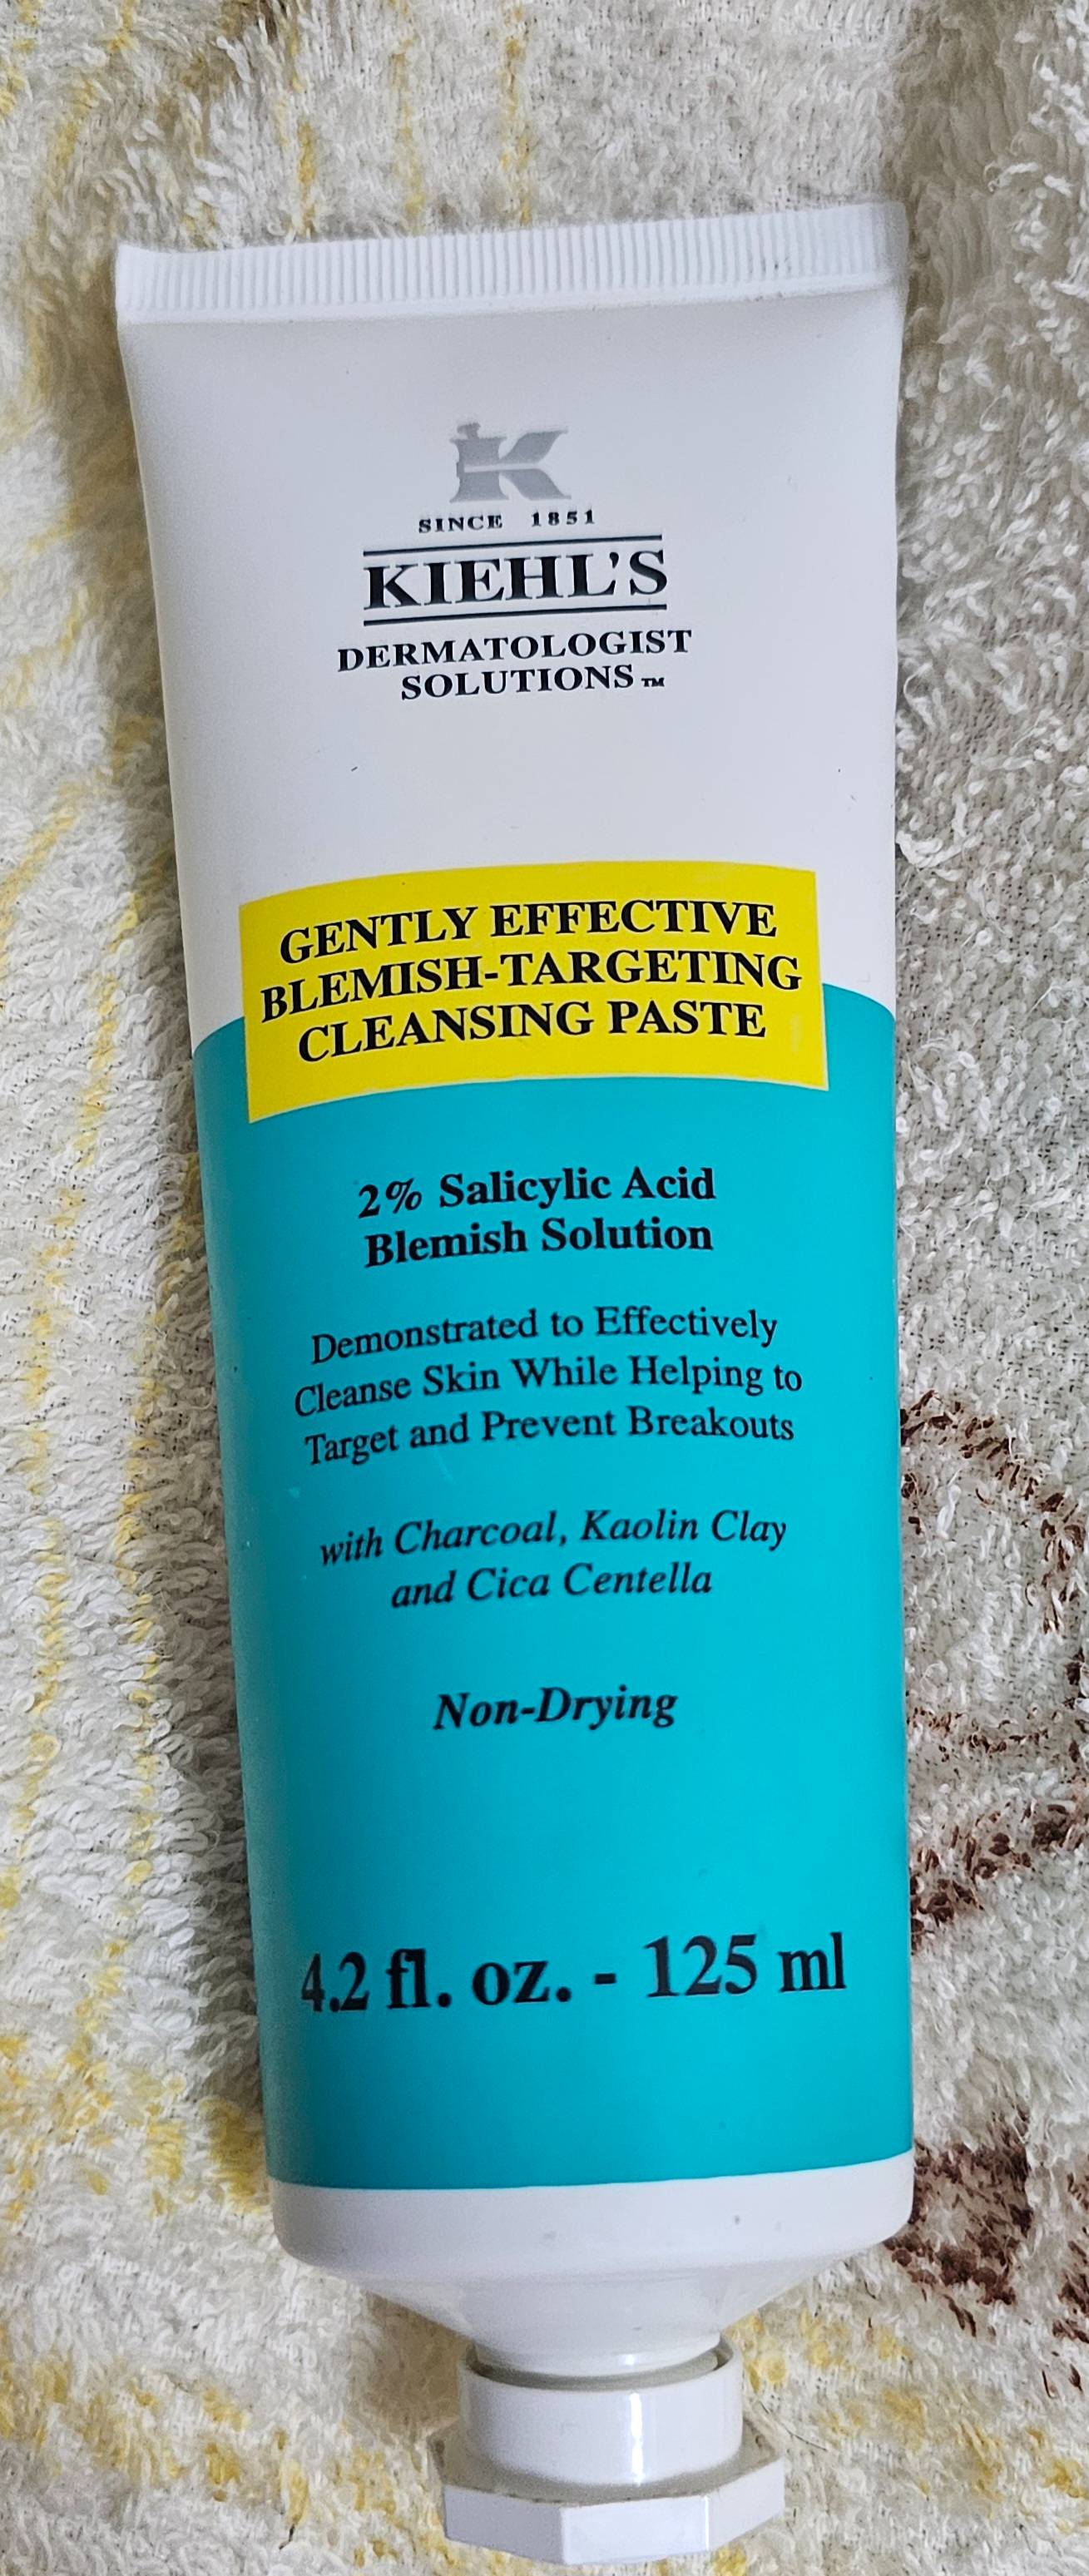 K
SINCE 1851
KIEHL'S
DERMATOLOGIST
SOLUTIONS™
GENTLY EFFECTIVE
BLEMISH-TARGETING
CLEANSING PASTE
2% Salicylic Acid
Blemish Solution
Demonstrated to Effectively
Cleanse Skin While Helping to
Target and Prevent Breakouts
with Charcoal, Kaolin Clay
and Cica Centella
Non-Drying
4.2 fl. oz. - 125 ml